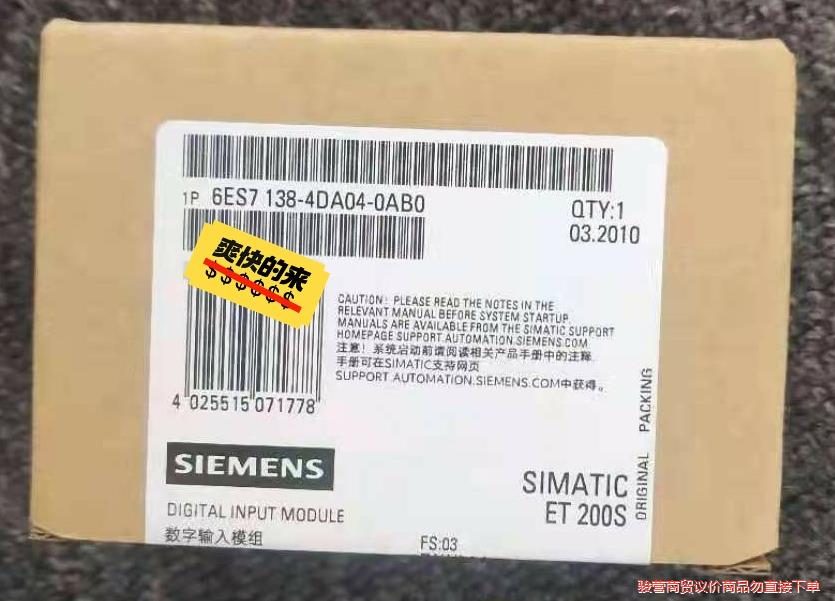 1P 6ES7 138-4DA04-0AB0
QTY:1
03.2010
爽快的来
$$$$$$
CAUTION! PLEASE READ THE NOTES IN THE
RELEVANT MANUAL BEFORE SYSTEM STARTUP.
MANUALS ARE AVAILABLE FROM THE SIMATIC SUPPORT
HOMEPAGE SUPPORT.AUTOMATION.SIEMENS.COM
注意！系统启动前请阅读相关产品手册中的注释.
手册可在SIMATIC支持网页
SUPPORT.AUTOMATION.SIEMENS.COM中获得。
4 025515 071778
ORIGINAL PACKING
SIEMENS
SIMATIC
ET 200S
DIGITAL INPUT MODULE
数字输入模组
FS:03
骏营商贸议价商品勿直接下单